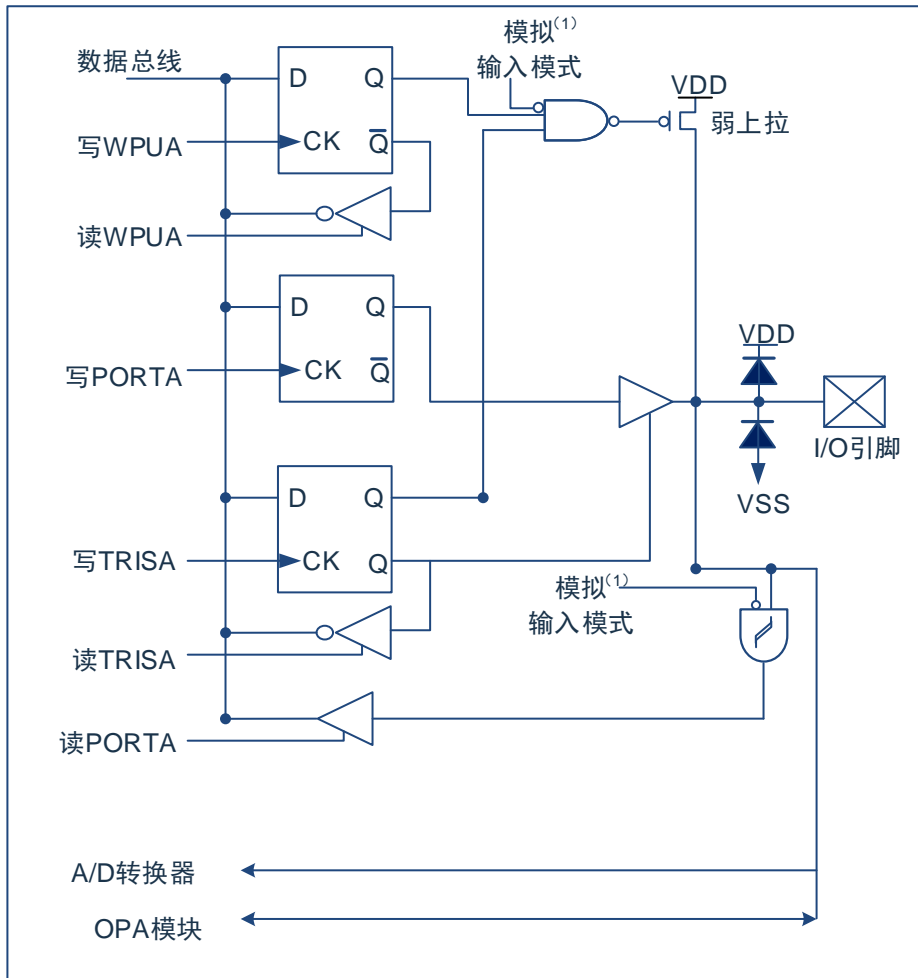 模拟(1)
输入模式
数据总线
D
Q
VDD
弱上拉
写WPUA
CK
Q̅
读WPUA
D
Q
VDD
写PORTA
CK
Q̅
I/O引脚
D
Q
VSS
写TRISA
CK
Q
模拟(1)
输入模式
读TRISA
读PORTA
A/D转换器
OPA模块